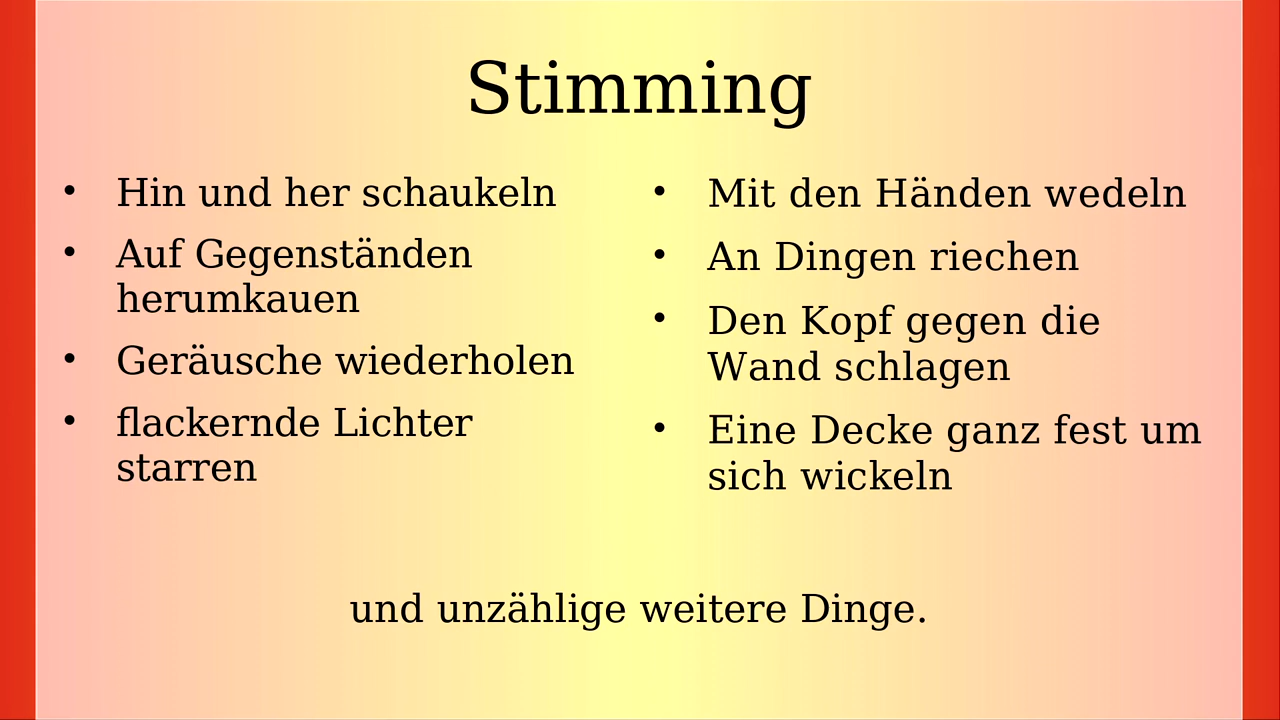 Stimming
• Hin und her schaukeln
• Auf Gegenständen
herumkauen
• Geräusche wiederholen
• flackernde Lichter
starren
• Mit den Händen wedeln
• An Dingen riechen
• Den Kopf gegen die
Wand schlagen
• Eine Decke ganz fest um
sich wickeln
und unzählige weitere Dinge.